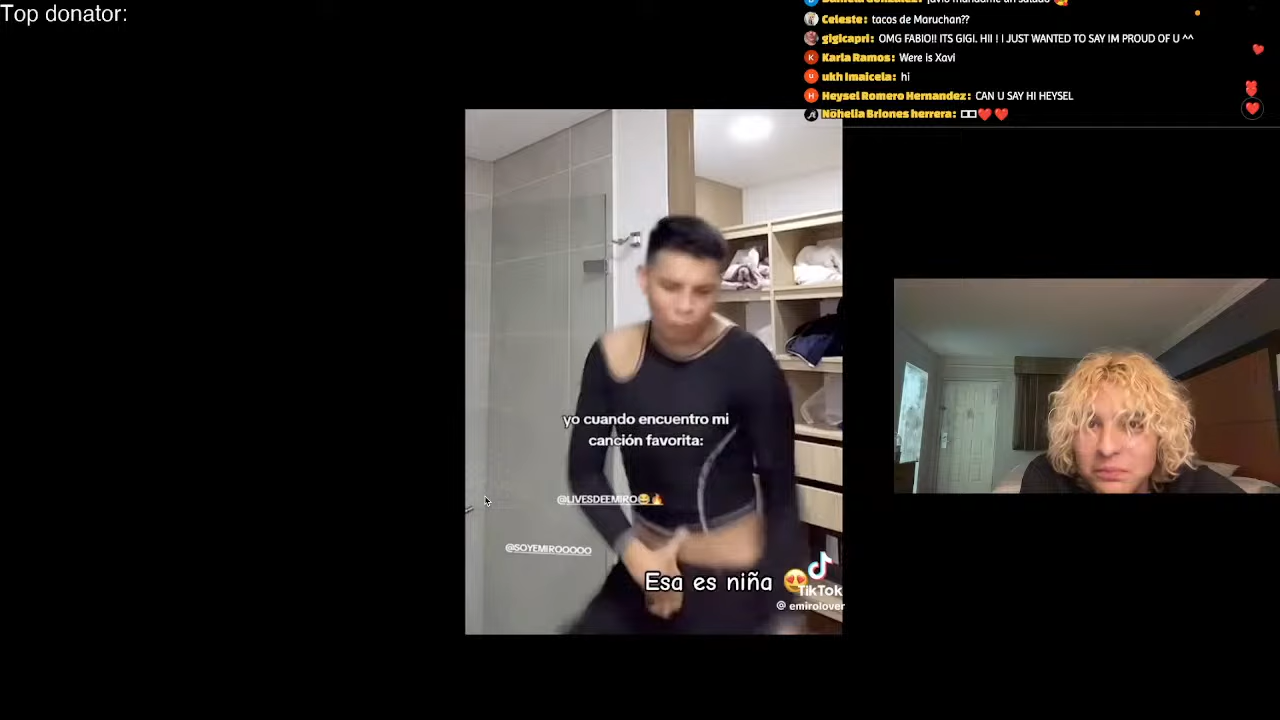 Top donator:
Celeste: tacos de Maruchan??
gigicapri: OMG FABIO!! ITS GIGI. HII ! I JUST WANTED TO SAY IM PROUD OF U ^^
Karla Ramos: Were is Xavi
ukh lmaicela: hi
Heysel Romero Hernandez: CAN U SAY HI HEYSEL
Nohelia Briones herrera:
yo cuando encuentro mi
canción favorita:
@LIVESDEEMIRO😂🔥
@SOYEMIROOOOO
Esa es niña 😍
TikTok
@ emirolover